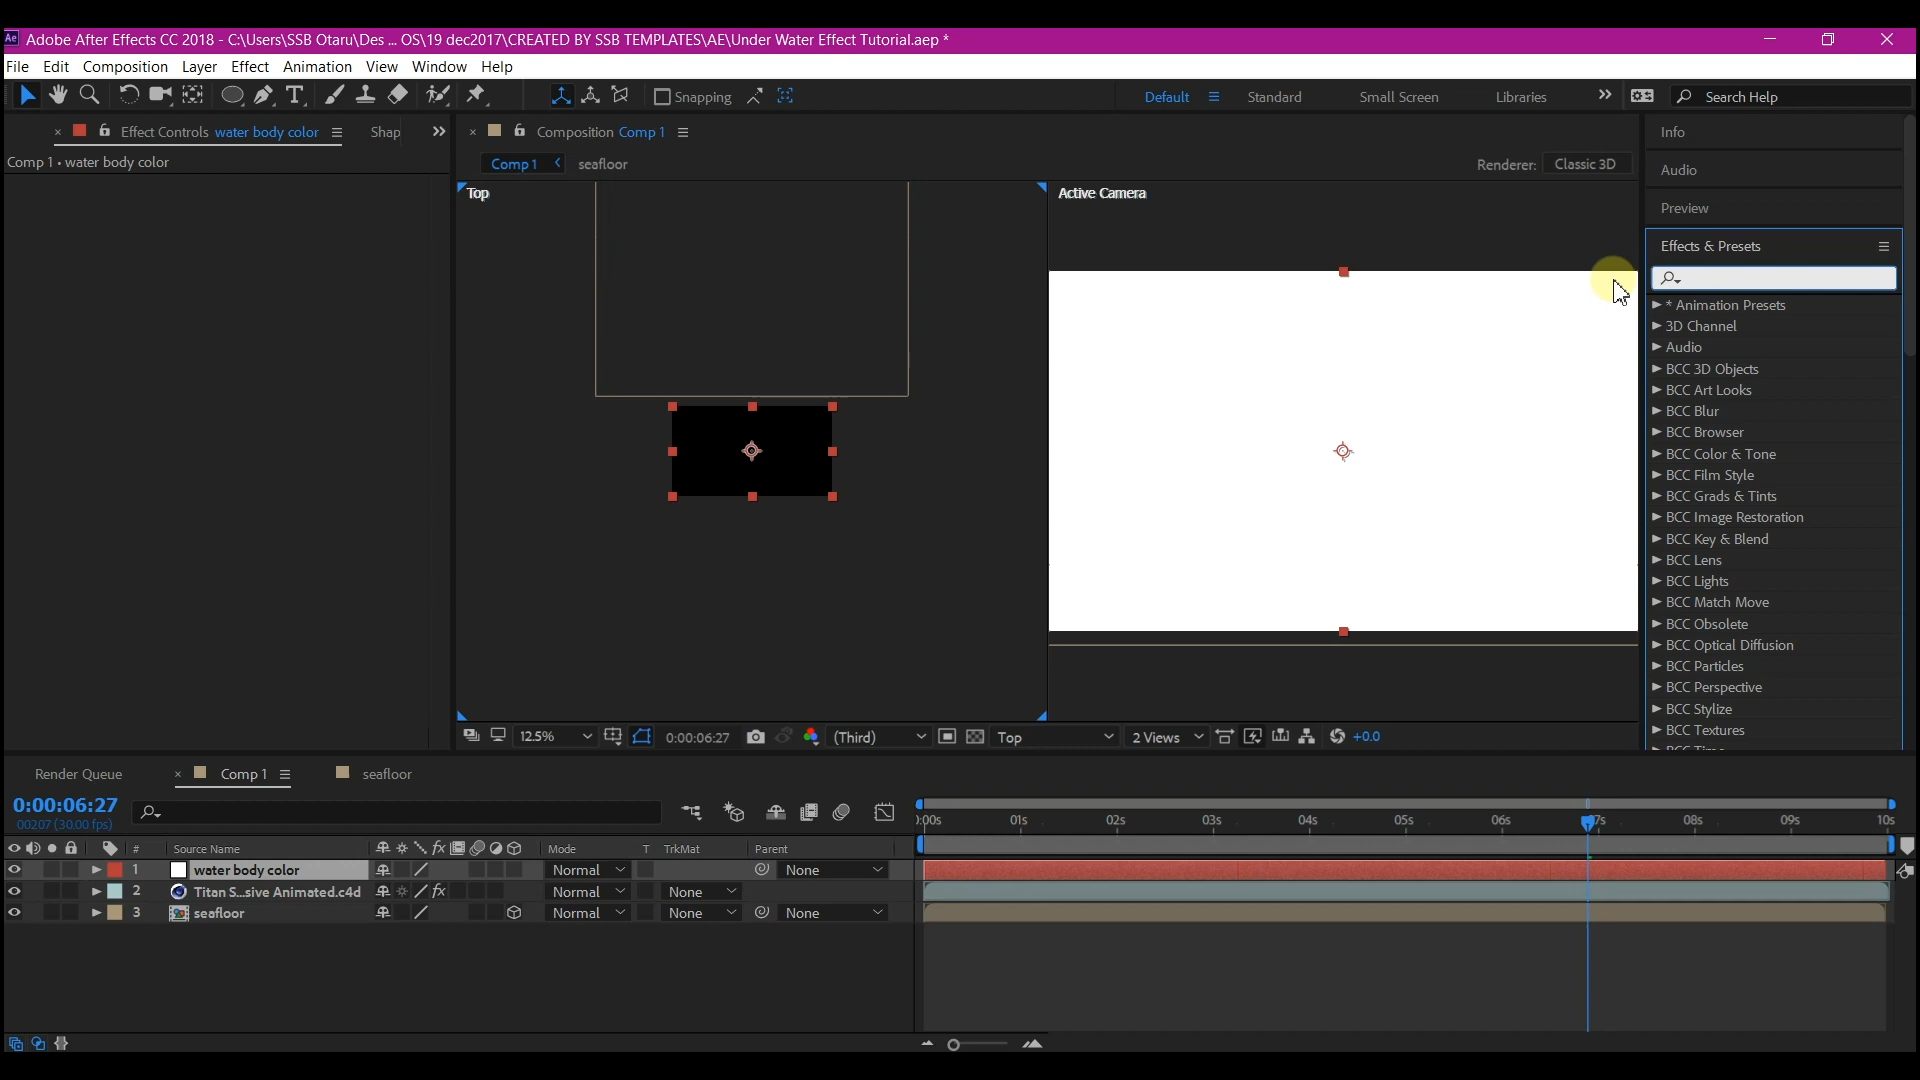 Ae Adobe After Effects CC 2018 - C:\Users\SSB Otaru\Des ... OS\19 dec2017\CREATED BY SSB TEMPLATES\AE\Under Water Effect Tutorial.aep *
File Edit Composition Layer Effect Animation View Window Help
Snapping Default Standard Small Screen Libraries Search Help
Effect Controls water body color Shap Composition Comp 1 Info
Comp 1 • water body color
Comp 1 seafloor Renderer: Classic 3D
Audio
Top Active Camera
Preview
Effects & Presets
* Animation Presets
3D Channel
Audio
BCC 3D Objects
BCC Art Looks
BCC Blur
BCC Browser
BCC Color & Tone
BCC Film Style
BCC Grads & Tints
BCC Image Restoration
BCC Key & Blend
BCC Lens
BCC Lights
BCC Match Move
BCC Obsolete
BCC Optical Diffusion
BCC Particles
BCC Perspective
BCC Stylize
BCC Textures
12.5% 0:00:06:27 (Third) Top 2 Views +0.0
Render Queue Comp 1 seafloor
0:00:06:27
00207 (30.00 fps)
):00s 01s 02s 03s 04s 05s 06s 7s 08s 09s 10s
# Source Name fx Mode T TrkMat Parent
1 water body color Normal None
2 Titan S...sive Animated.c4d fx Normal None
3 seafloor Normal None None